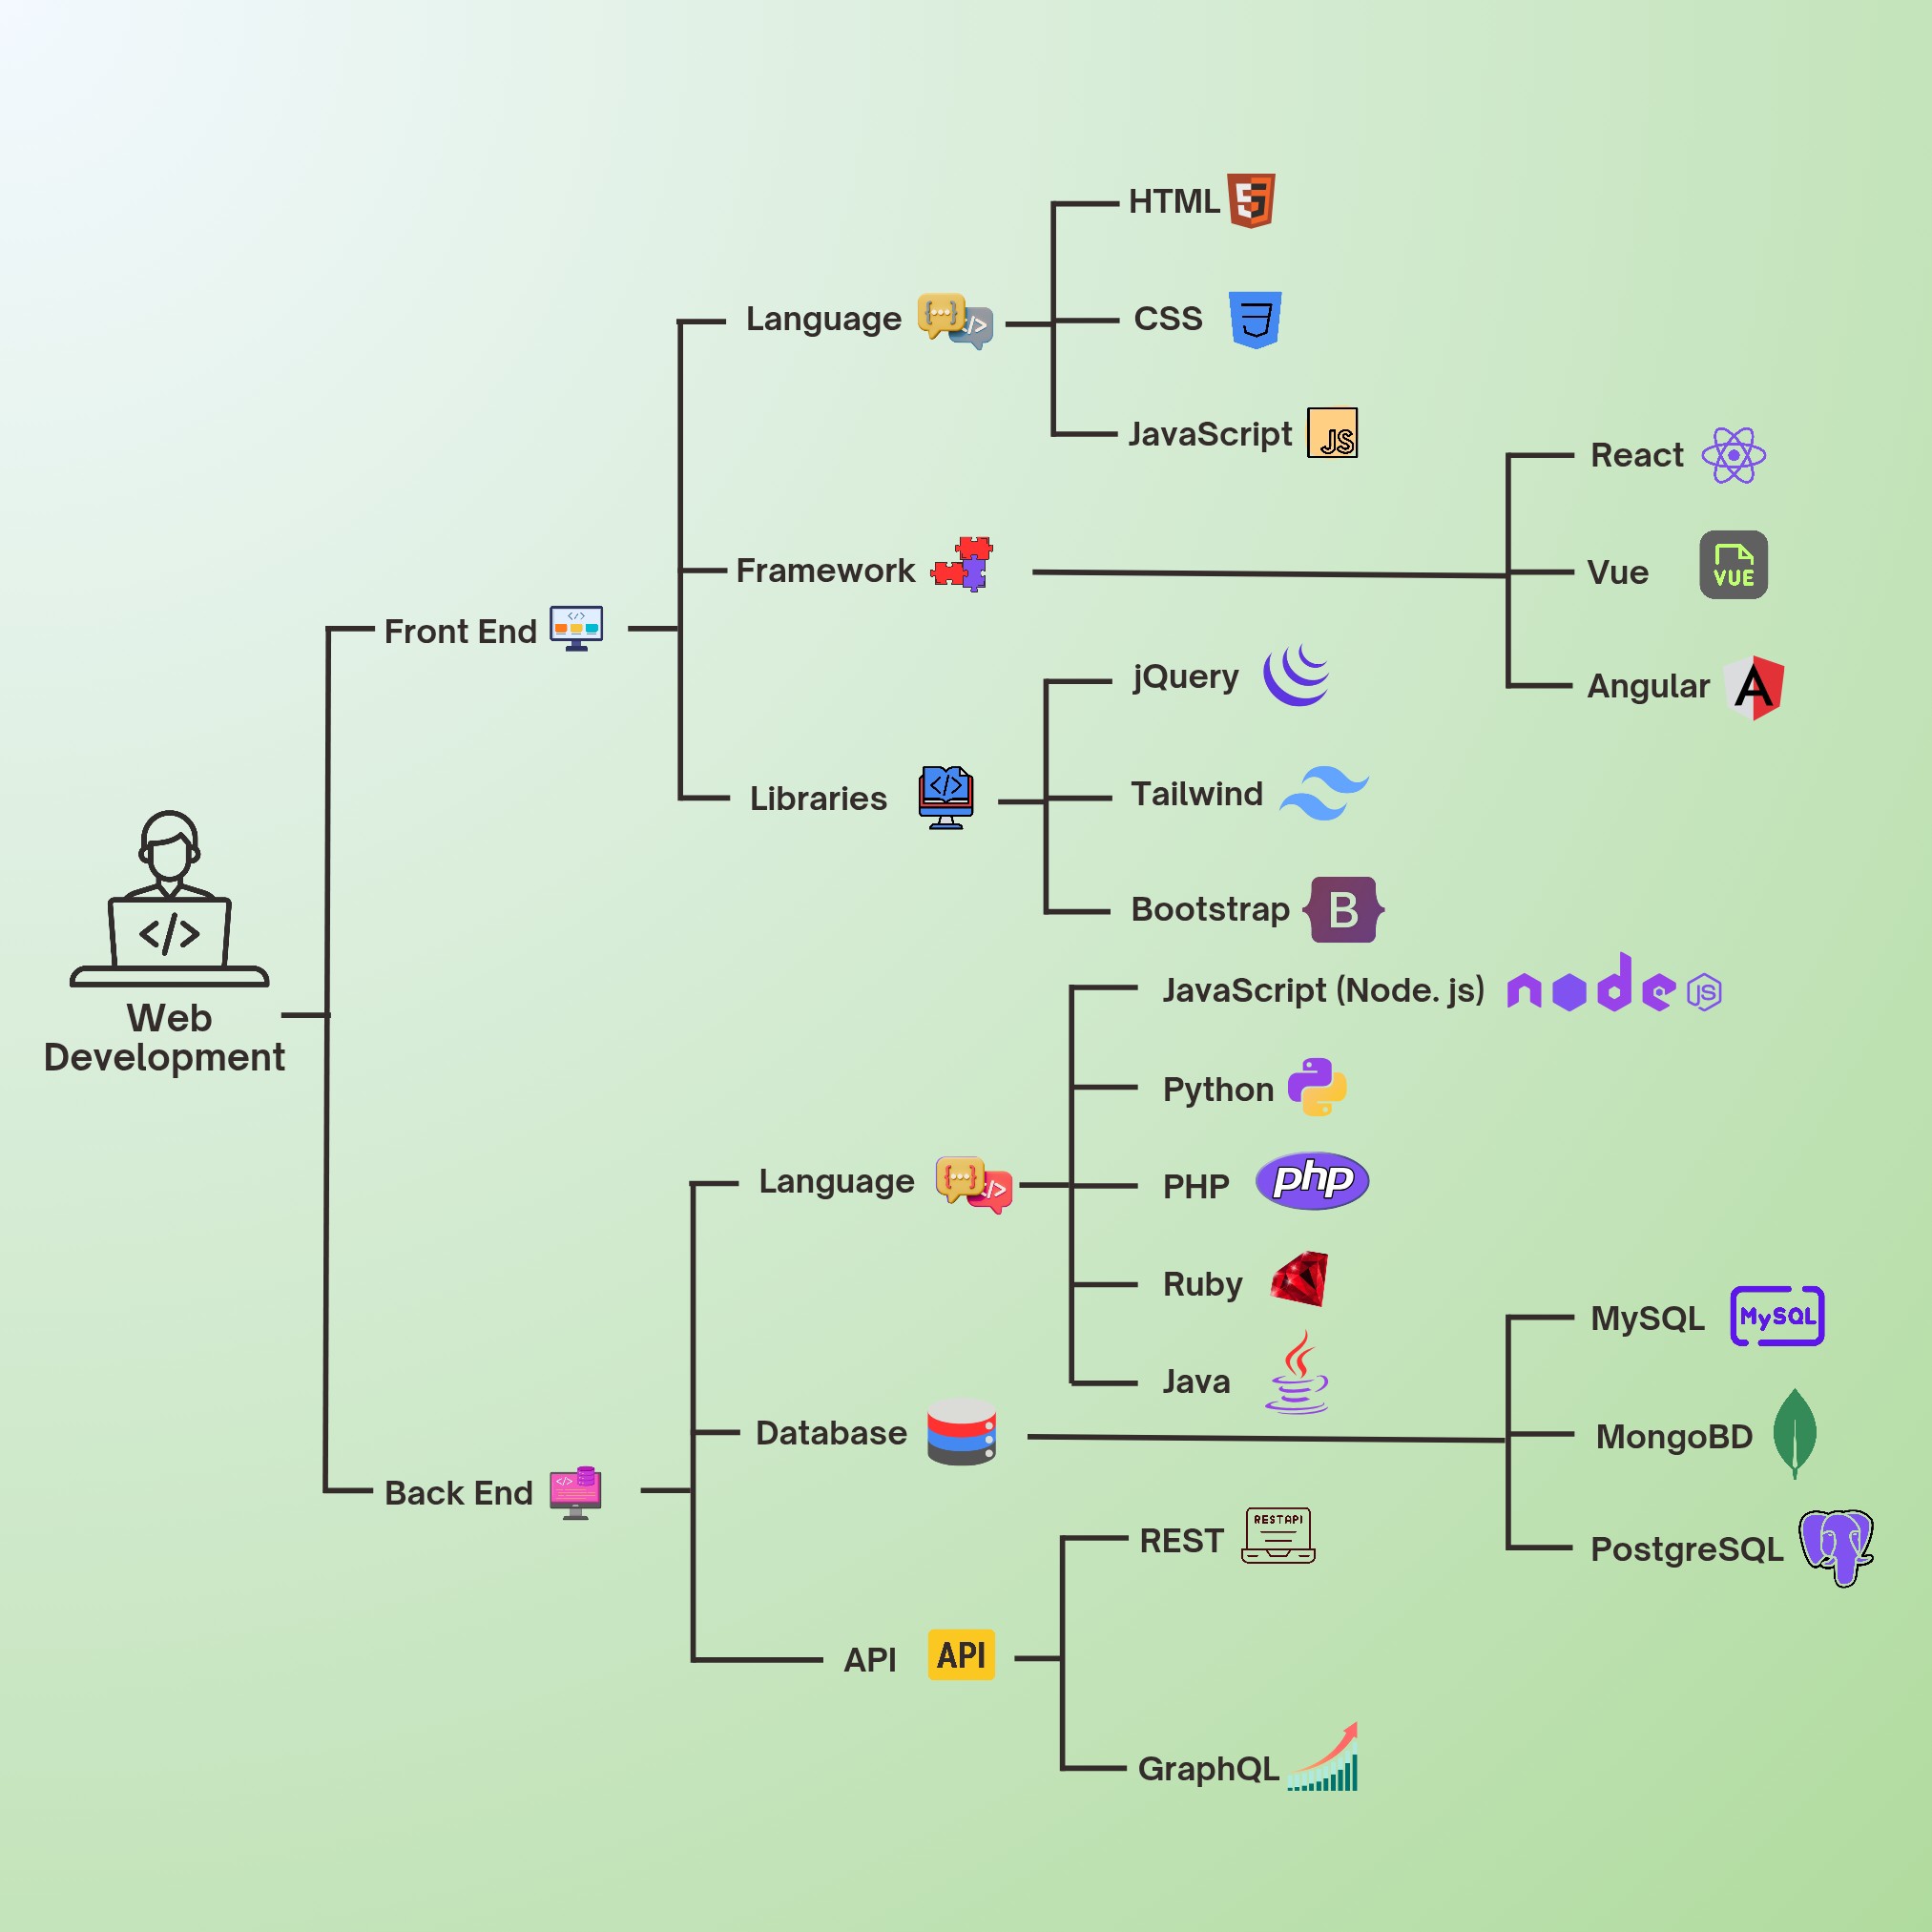 HTML
Language
{...}
</>
CSS
JavaScript
JS
React
Framework
Vue
VUE
Front End
</>
jQuery
Angular
A
Libraries
</>
Tailwind
Bootstrap
B
</>
Web
Development
JavaScript (Node. js)
node
JS
Python
Language
{...}
</>
PHP
php
Ruby
MySQL
MySQL
Java
Database
MongoBD
Back End
</>
REST
RESTAPI
PostgreSQL
API
API
GraphQL